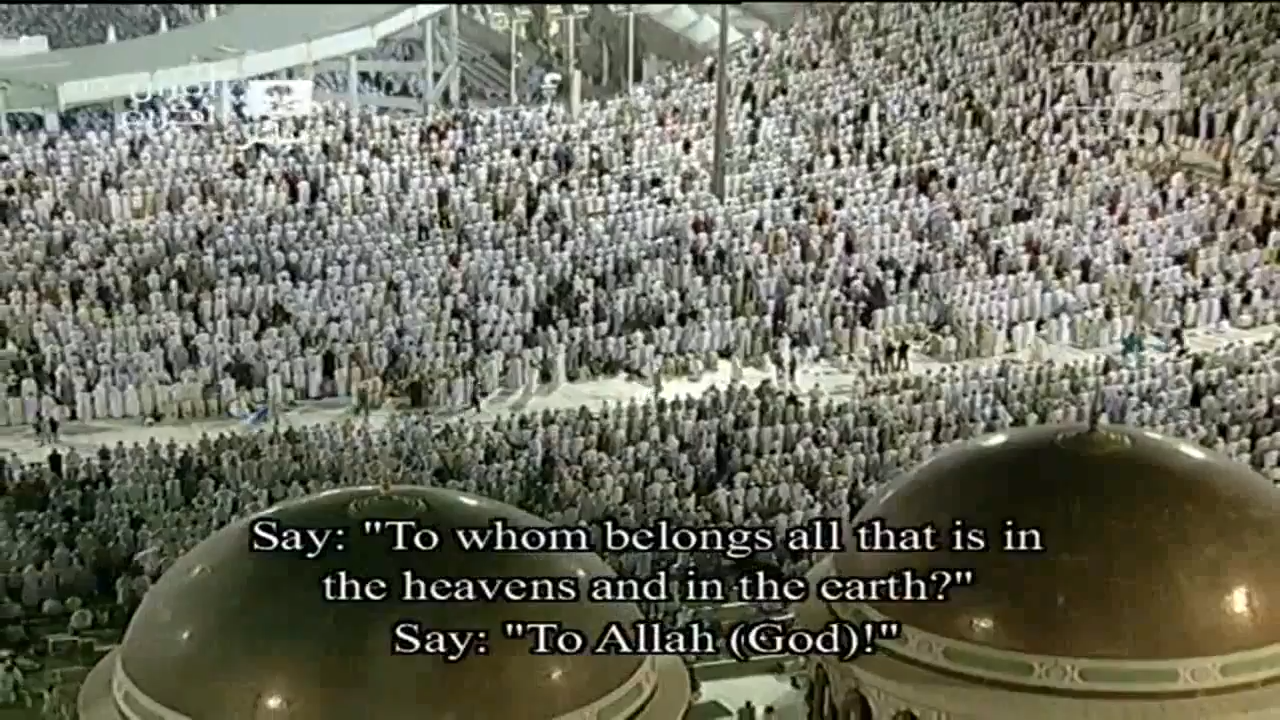 Say: "To whom belongs all that is in
the heavens and in the earth?"
Say: "To Allah (God)!"